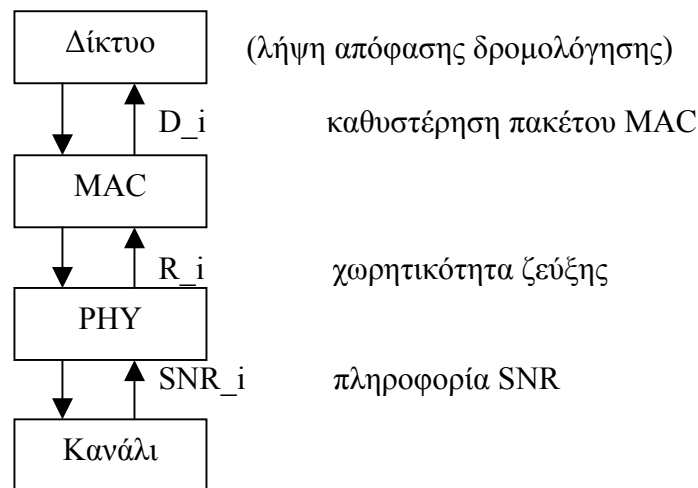 Δίκτυο (λήψη απόφασης δρομολόγησης)
D_i καθυστέρηση πακέτου MAC
MAC
R_i χωρητικότητα ζεύξης
PHY
SNR_i πληροφορία SNR
Κανάλι